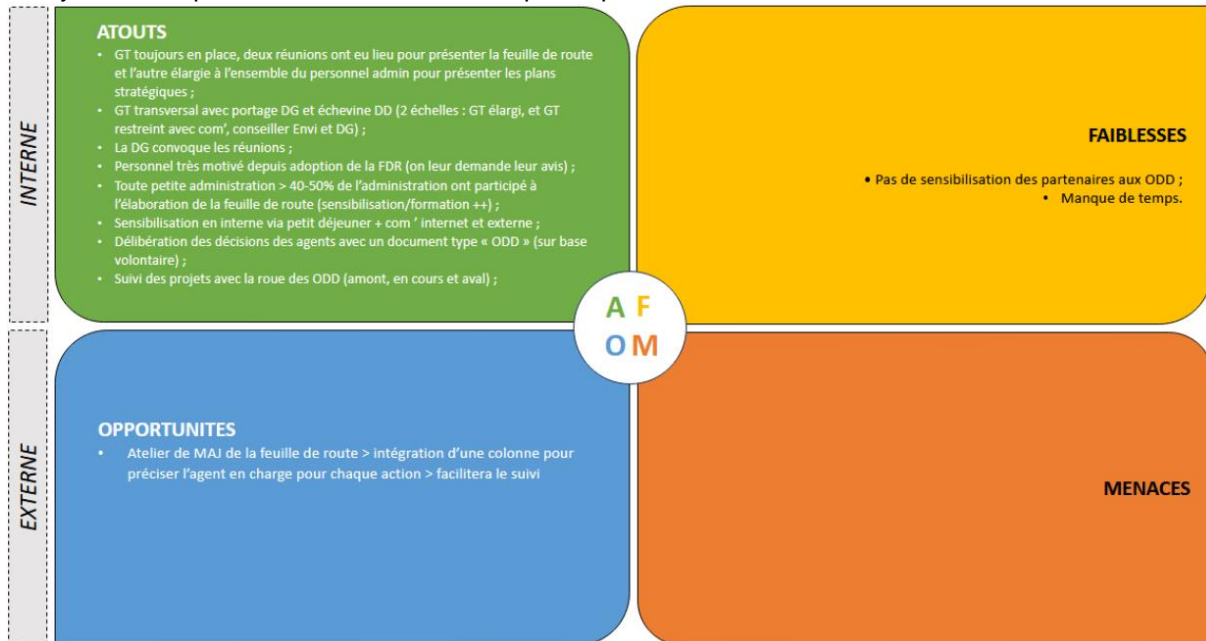 INTERNE
ATOUTS
• GT toujours en place, deux réunions ont eu lieu pour présenter la feuille de route
et l'autre élargie à l'ensemble du personnel admin pour présenter les plans
stratégiques ;
• GT transversal avec portage DG et échevine DD (2 échelles : GT élargi, et GT
restreint avec com', conseiller Envi et DG) ;
• La DG convoque les réunions ;
• Personnel très motivé depuis adoption de la FDR (on leur demande leur avis) ;
• Toute petite administration > 40-50% de l'administration ont participé à
l'élaboration de la feuille de route (sensibilisation/formation ++) ;
• Sensibilisation en interne via petit déjeuner + com ' internet et externe ;
• Délibération des décisions des agents avec un document type « ODD » (sur base
volontaire) ;
• Suivi des projets avec la roue des ODD (amont, en cours et aval) ;
FAIBLESSES
• Pas de sensibilisation des partenaires aux ODD ;
• Manque de temps.
A F
O M
EXTERNE
OPPORTUNITES
• Atelier de MAJ de la feuille de route > intégration d'une colonne pour
préciser l'agent en charge pour chaque action > facilitera le suivi
MENACES